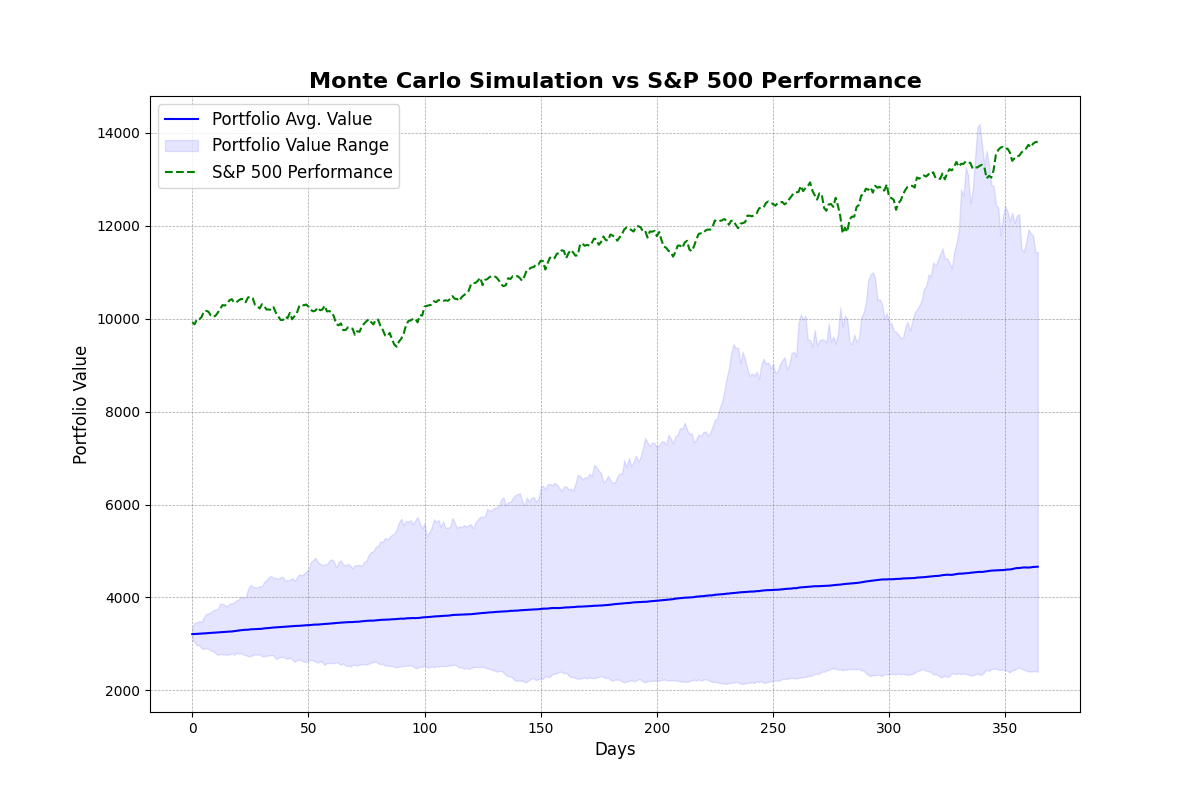 Monte Carlo Simulation vs S&P 500 Performance
Portfolio Avg. Value
Portfolio Value Range
S&P 500 Performance
Portfolio Value
14000
12000
10000
8000
6000
4000
2000
0 50 100 150 200 250 300 350
Days